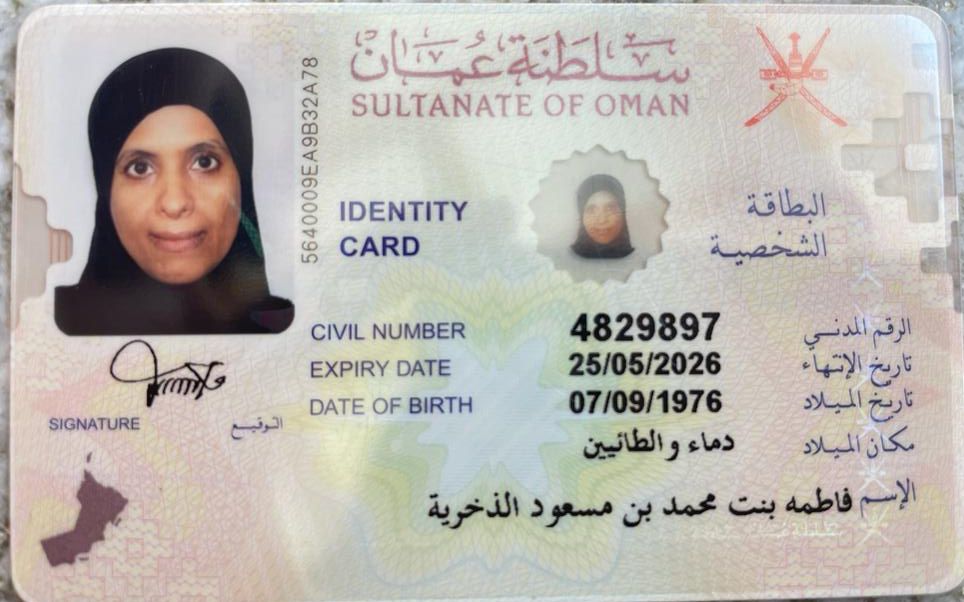 سلطنة عمان
SULTANATE OF OMAN
5640009EA9B32A78
IDENTITY CARD
البطاقة الشخصية
CIVIL NUMBER 4829897 الرقم المدني
EXPIRY DATE 25/05/2026 تاريخ الإنتهاء
DATE OF BIRTH 07/09/1976 تاريخ الميلاد
دماء والطائيين مكان الميلاد
SIGNATURE التوقيع
الإسم فاطمه بنت محمد بن مسعود الذخرية